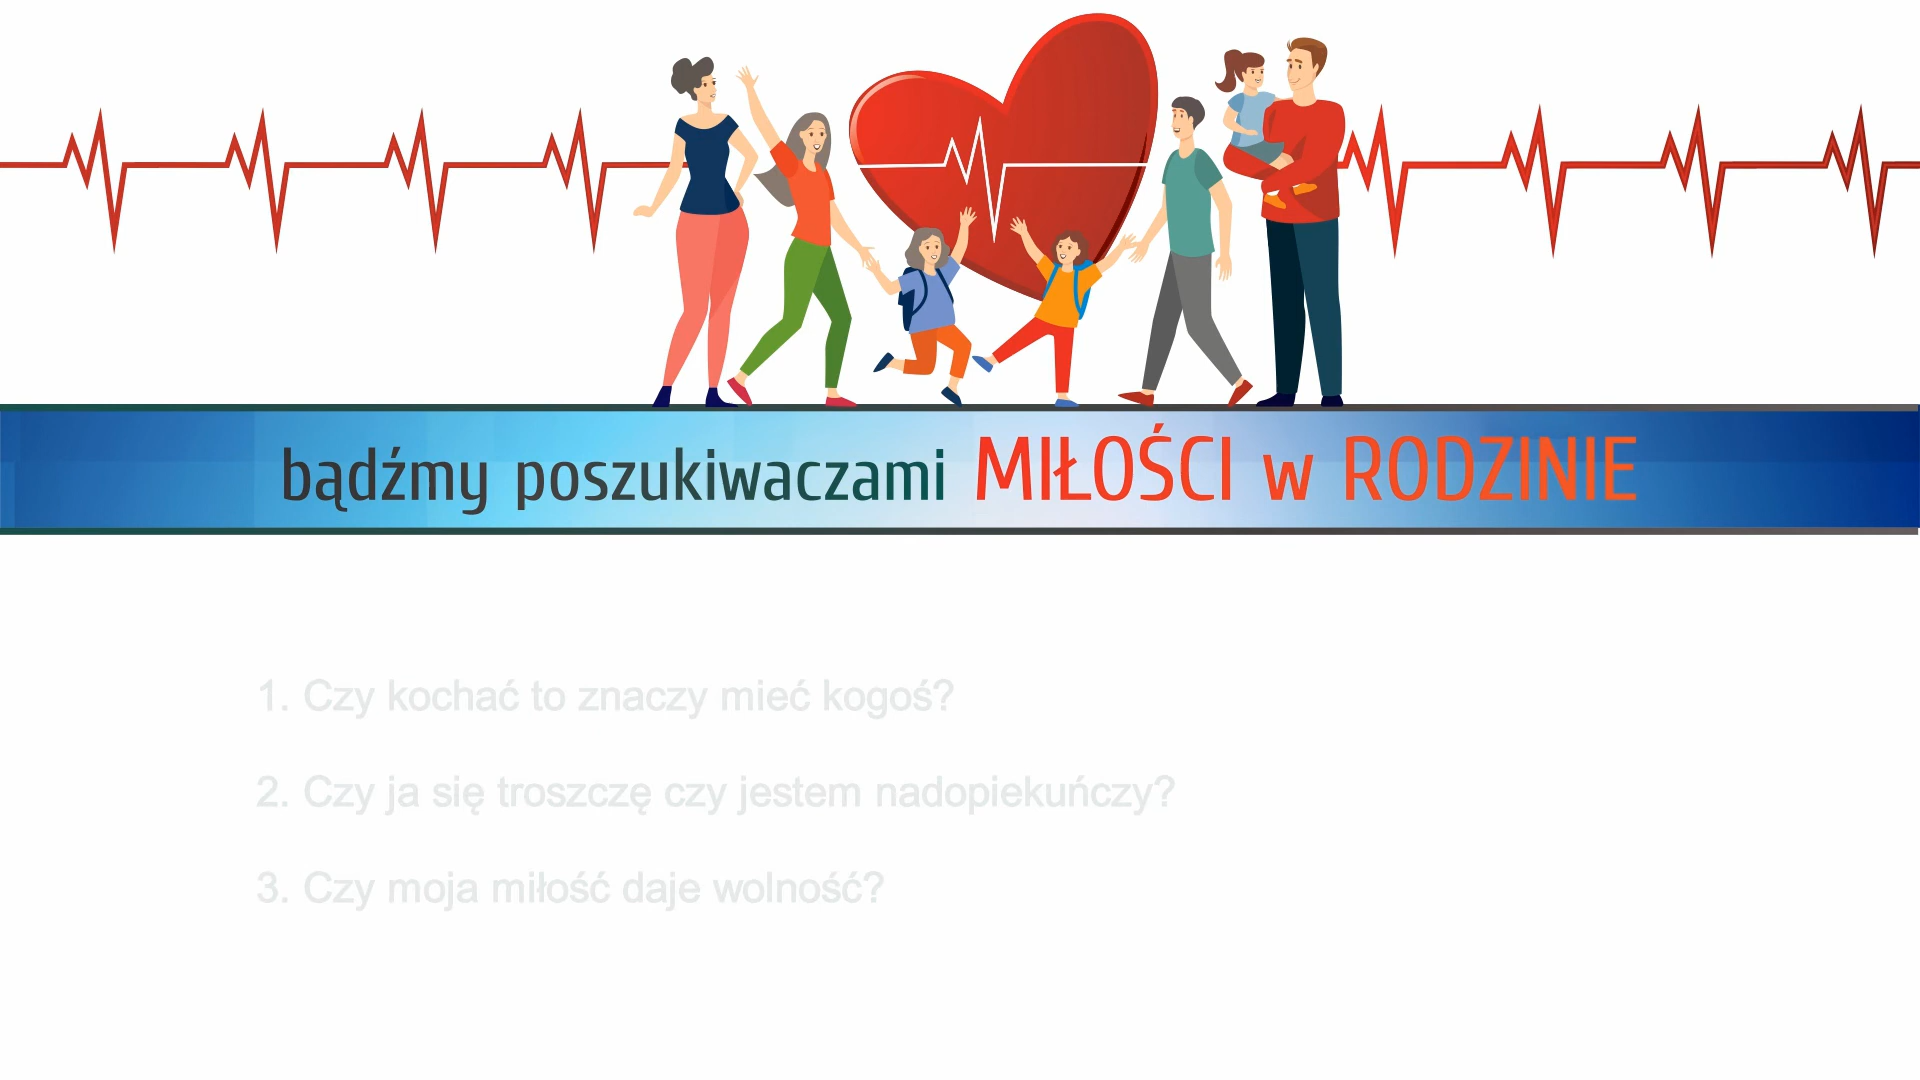 bądźmy poszukiwaczami MIŁOŚCI w RODZINIE
1. Czy kochać to znaczy mieć kogoś?
2. Czy ja się troszczę czy jestem nadopiekuńczy?
3. Czy moja miłość daje wolność?